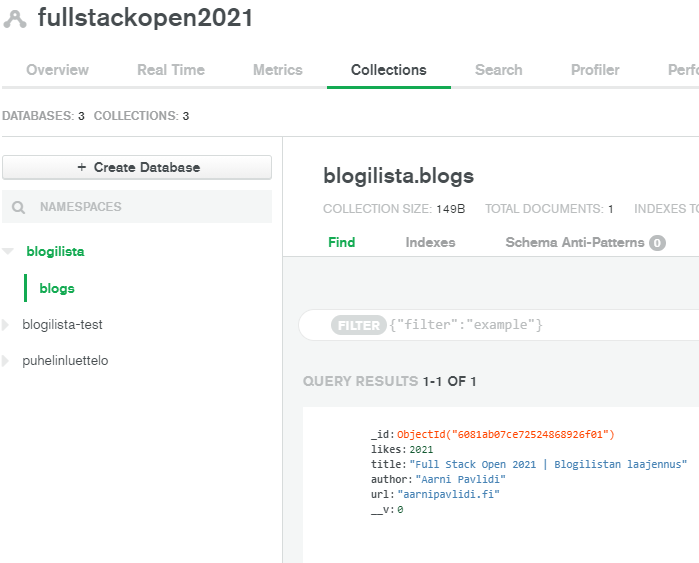 fullstackopen2021
Overview Real Time Metrics Collections Search Profiler Perfo
DATABASES: 3 COLLECTIONS: 3
+ Create Database
NAMESPACES
blogilista
blogs
blogilista-test
puhelinluettelo
blogilista.blogs
COLLECTION SIZE: 149B TOTAL DOCUMENTS: 1 INDEXES TO
Find Indexes Schema Anti-Patterns 0
FILTER {"filter":"example"}
QUERY RESULTS 1-1 OF 1
_id: ObjectId("6081ab07ce72524868926f01")
likes: 2021
title: "Full Stack Open 2021 | Blogilistan laajennus"
author: "Aarni Pavlidi"
url: "aarnipavlidi.fi"
__v: 0